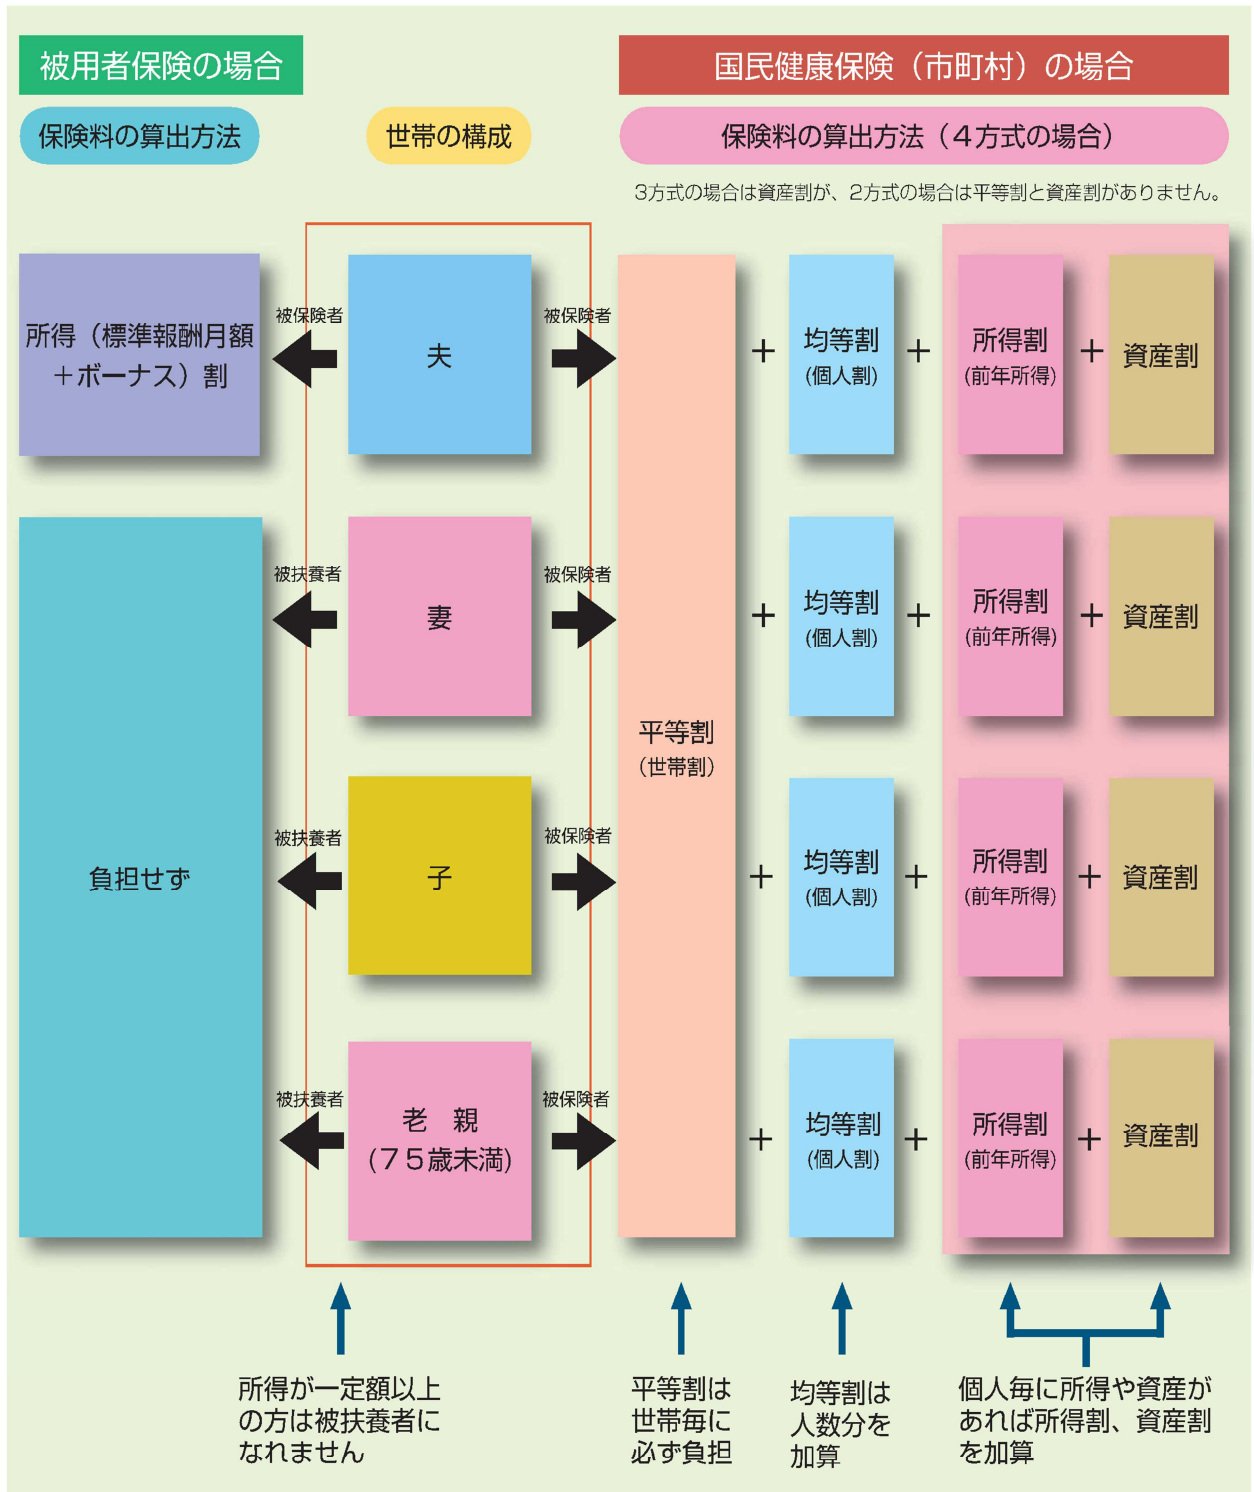 被用者保険の場合
国民健康保険（市町村）の場合
保険料の算出方法
世帯の構成
保険料の算出方法（４方式の場合）
3方式の場合は資産割が、2方式の場合は平等割と資産割がありません。
所得（標準報酬月額
＋ボーナス）割
被保険者
夫
被保険者
＋
均等割
(個人割)
＋
所得割
(前年所得)
＋
資産割
被扶養者
妻
被保険者
＋
均等割
(個人割)
＋
所得割
(前年所得)
＋
資産割
平等割
（世帯割）
負担せず
被扶養者
子
被保険者
＋
均等割
(個人割)
＋
所得割
(前年所得)
＋
資産割
被扶養者
老　親
(７５歳未満)
被保険者
＋
均等割
(個人割)
＋
所得割
(前年所得)
＋
資産割
所得が一定額以上
の方は被扶養者に
なれません
平等割は
世帯毎に
必ず負担
均等割は
人数分を
加算
個人毎に所得や資産が
あれば所得割、資産割
を加算